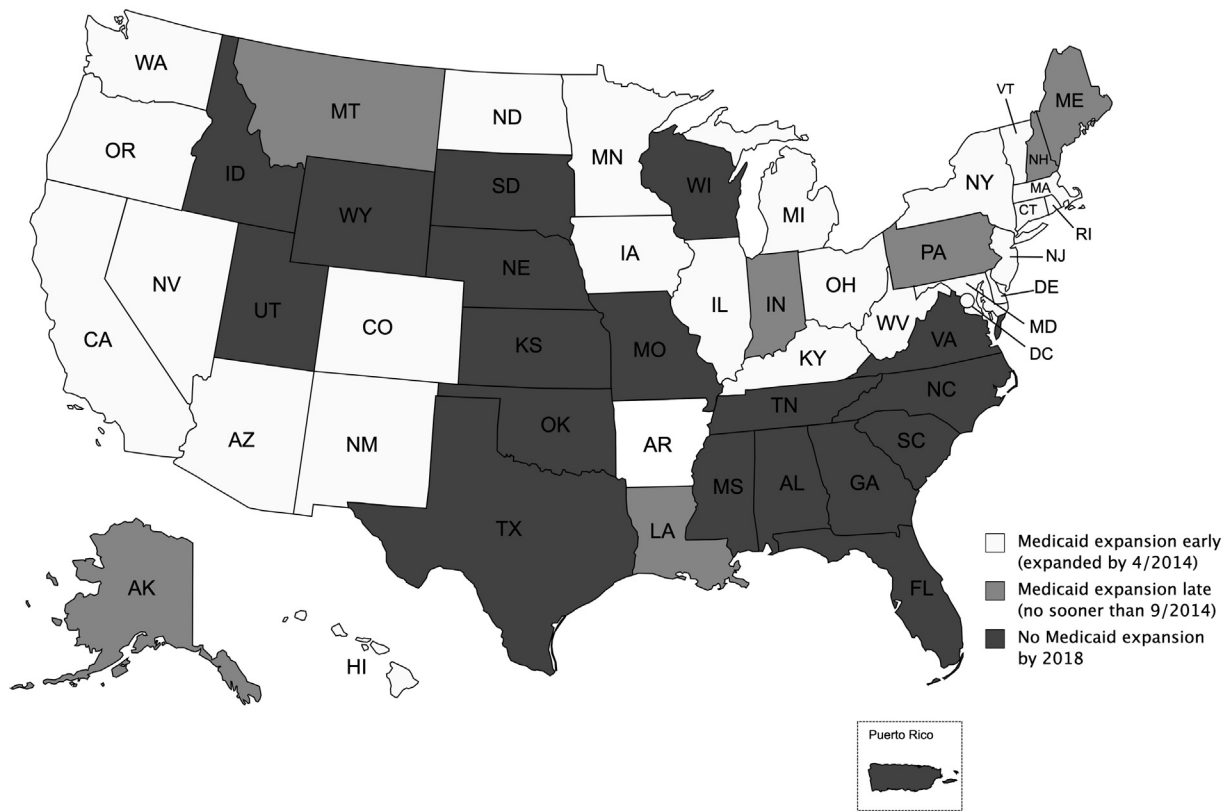 WA
MT
ND
MN
VT
ME
OR
ID
SD
WI
NH
NY
MA
WY
MI
CT
RI
IA
PA
NJ
NE
NV
OH
DE
IL
IN
UT
CO
WV
MD
CA
KS
MO
VA
DC
KY
NC
TN
AZ
NM
OK
AR
SC
MS
AL
GA
TX
LA
Medicaid expansion early
(expanded by 4/2014)
AK
FL
Medicaid expansion late
(no sooner than 9/2014)
No Medicaid expansion
by 2018
HI
Puerto Rico